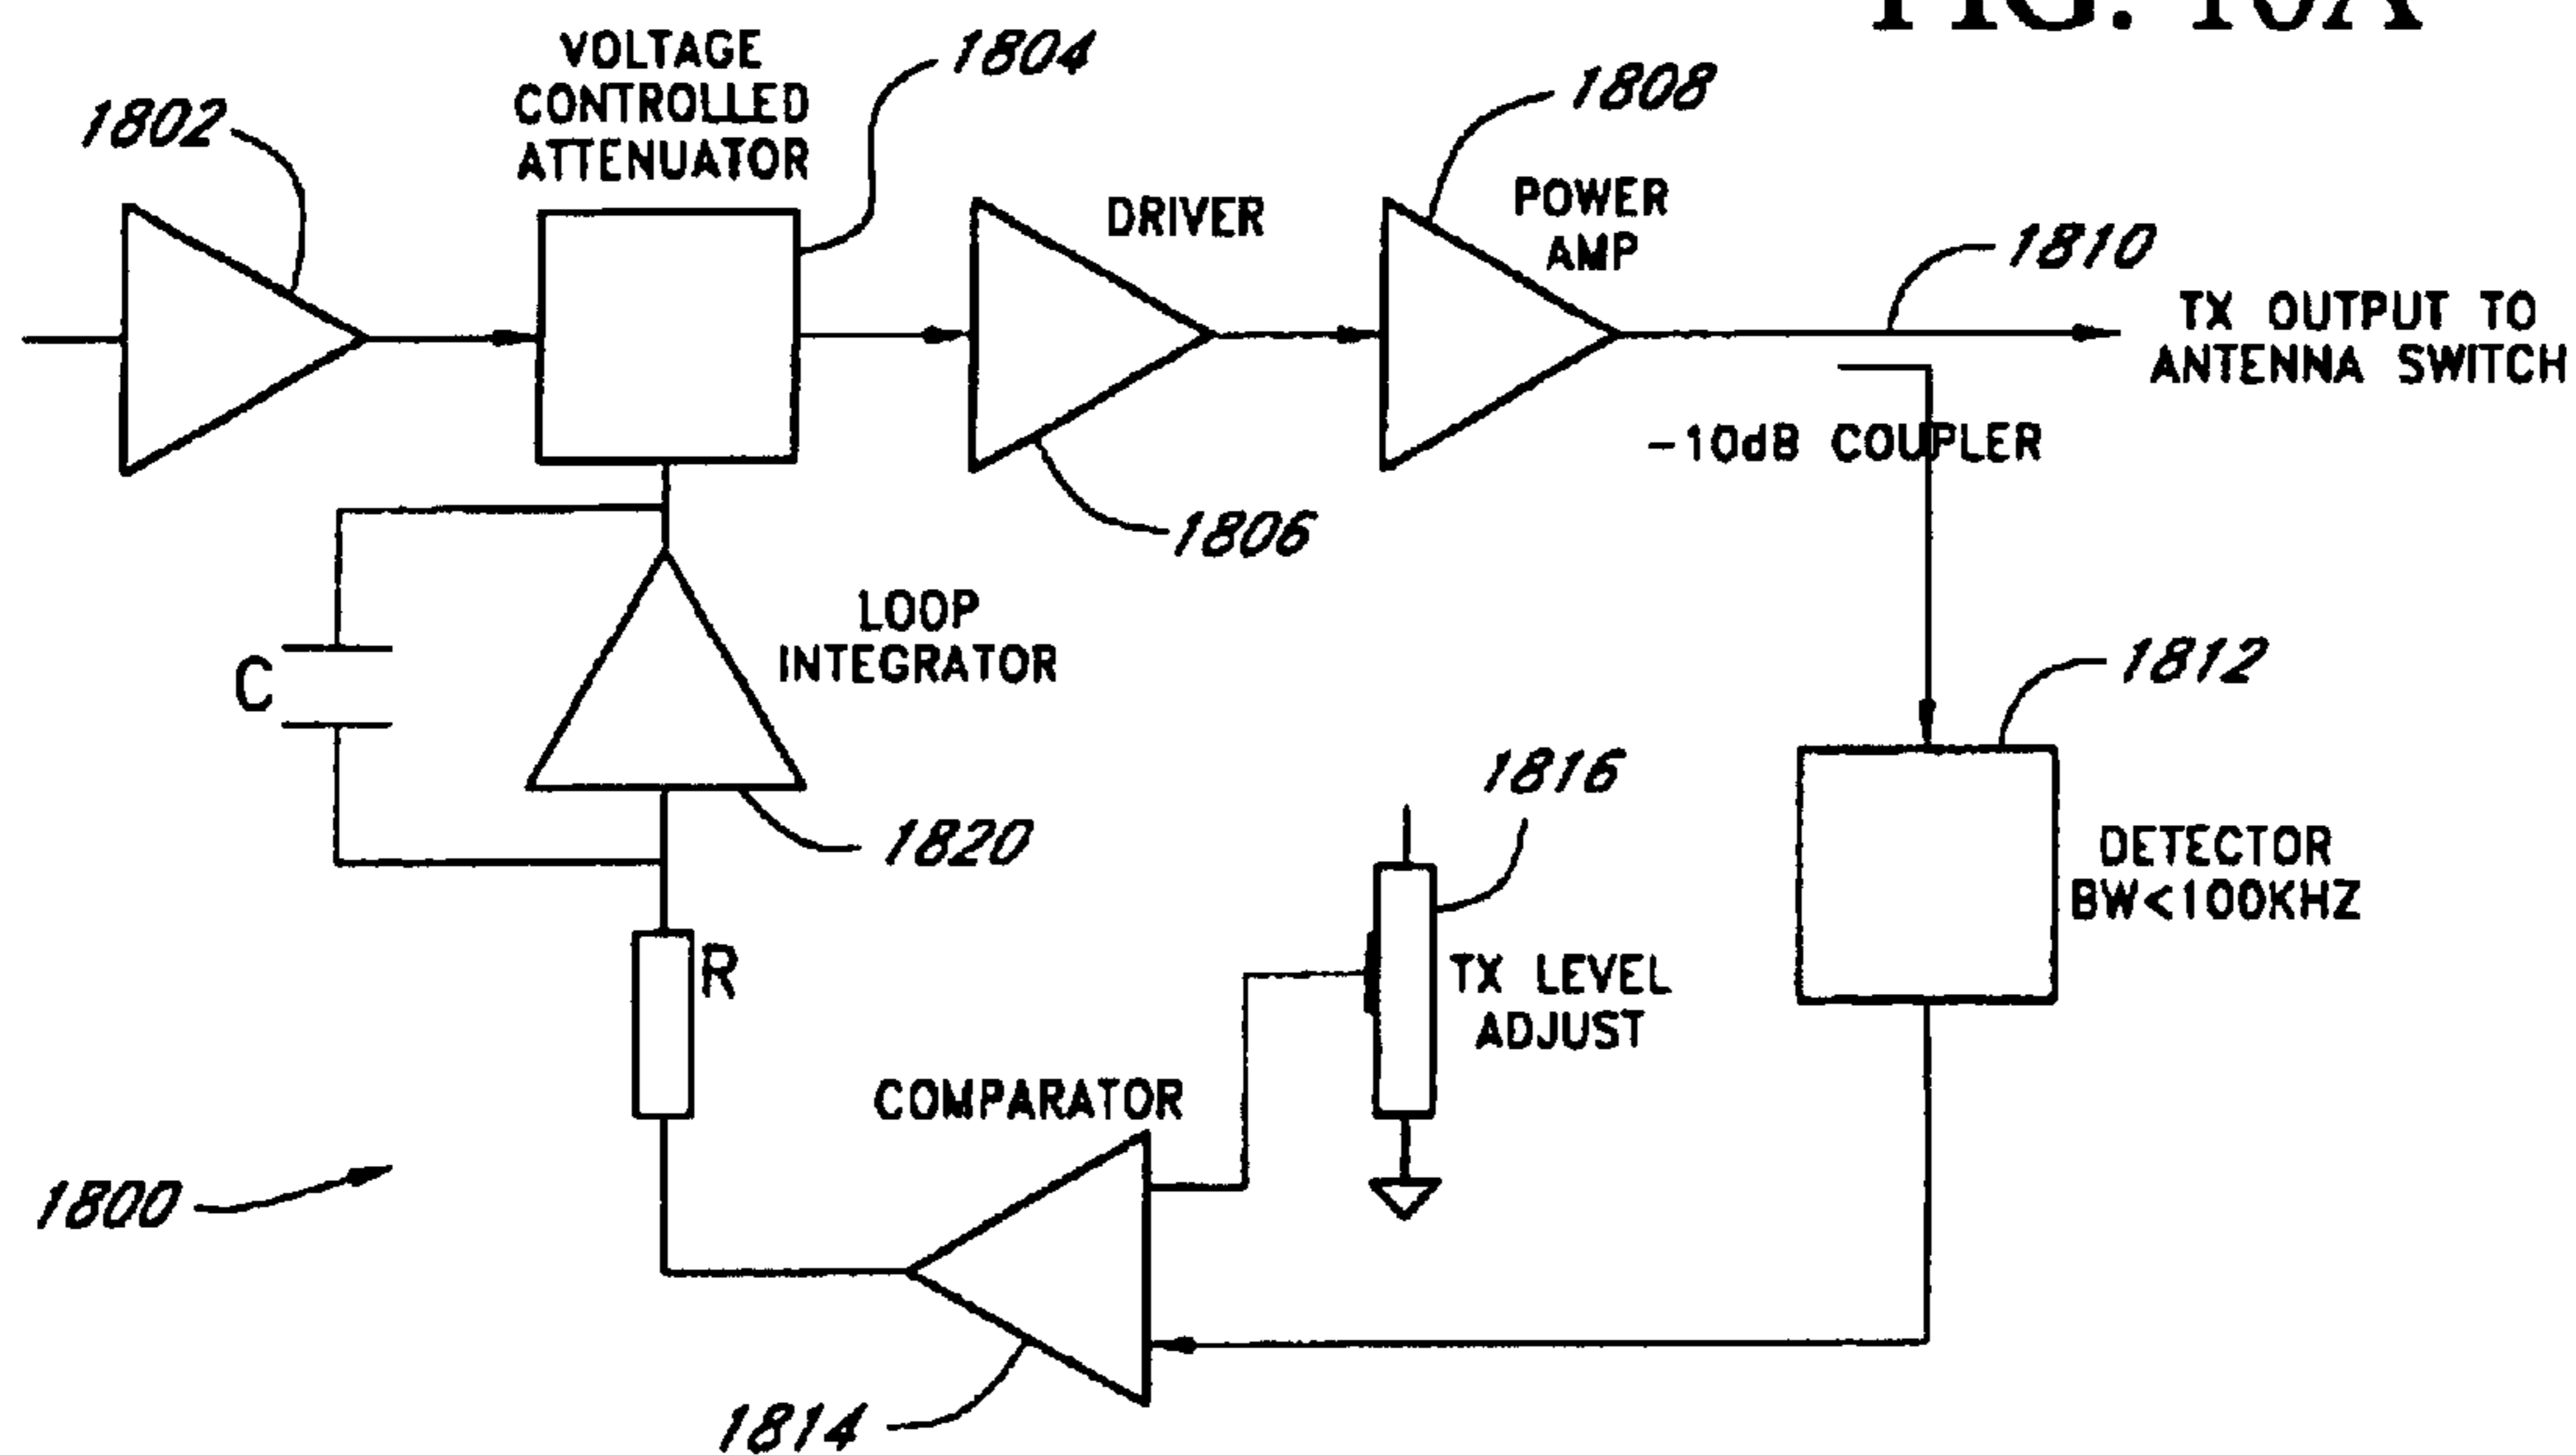 FIG.
VOLTAGE
CONTROLLED
ATTENUATOR
1804
1802
1808
DRIVER
POWER
AMP
1810
TX OUTPUT TO
ANTENNA SWITCH
-10dB COUPLER
1806
LOOP
INTEGRATOR
C
1812
1816
1820
DETECTOR
BW<100KHZ
R
TX LEVEL
ADJUST
COMPARATOR
1800
1814